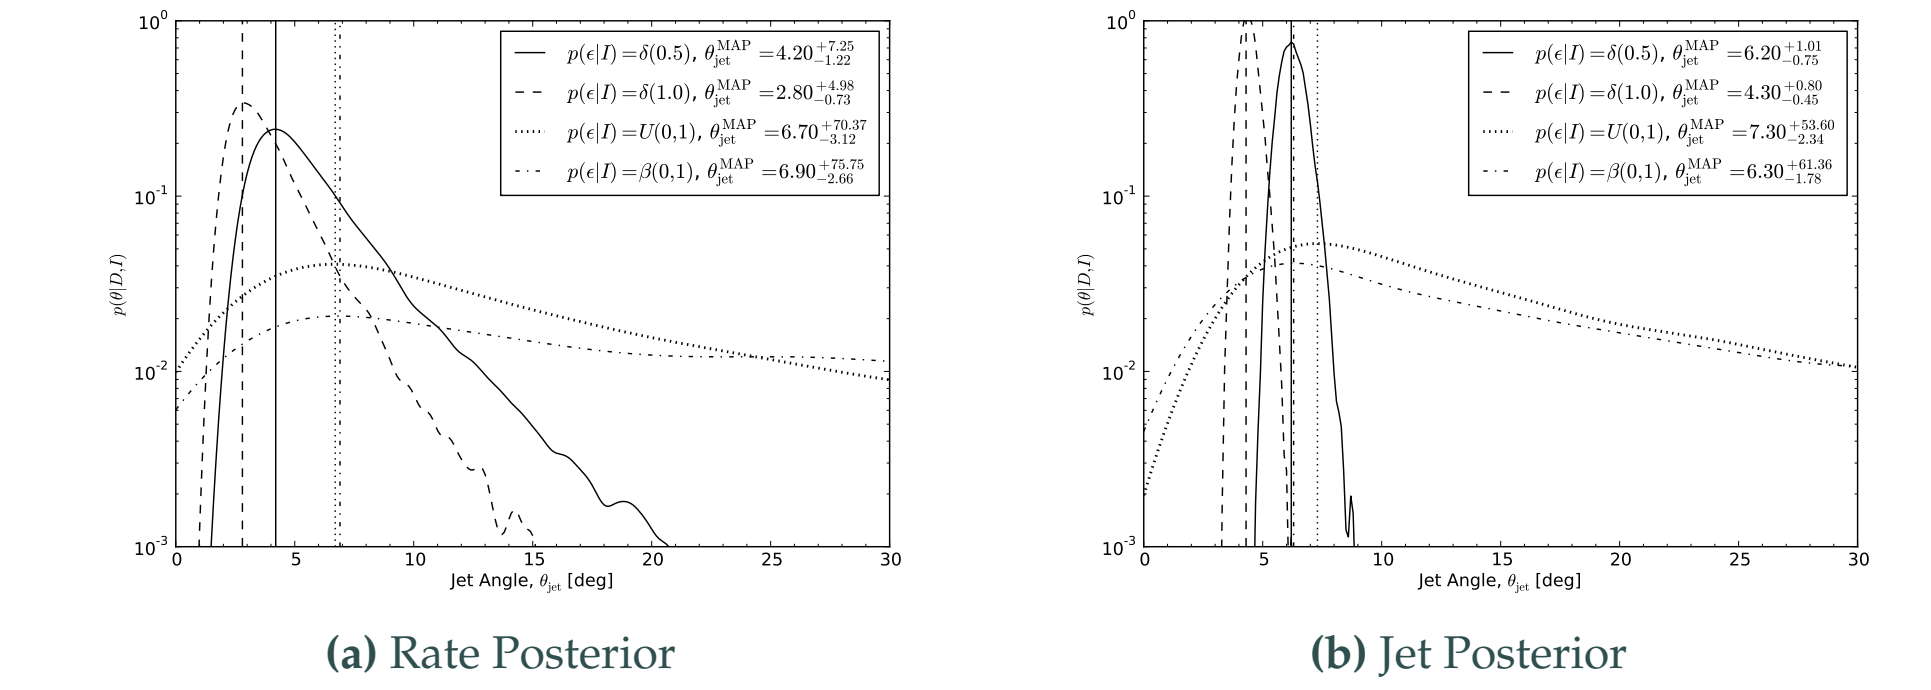 10^0
10^-1
10^-2
10^-3
p(θ|D,I)
p(ϵ|I)=δ(0.5), θ_jet^MAP=4.20^{+7.25}_{−1.22}
p(ϵ|I)=δ(1.0), θ_jet^MAP=2.80^{+4.98}_{−0.73}
p(ϵ|I)=U(0,1), θ_jet^MAP=6.70^{+70.37}_{−3.12}
p(ϵ|I)=β(0,1), θ_jet^MAP=6.90^{+75.75}_{−2.66}
0 5 10 15 20 25 30
Jet Angle, θ_jet [deg]
(a) Rate Posterior
10^0
10^-1
10^-2
10^-3
p(θ|D,I)
p(ϵ|I)=δ(0.5), θ_jet^MAP=6.20^{+1.01}_{−0.75}
p(ϵ|I)=δ(1.0), θ_jet^MAP=4.30^{+0.80}_{−0.45}
p(ϵ|I)=U(0,1), θ_jet^MAP=7.30^{+53.60}_{−2.34}
p(ϵ|I)=β(0,1), θ_jet^MAP=6.30^{+61.36}_{−1.78}
0 5 10 15 20 25 30
Jet Angle, θ_jet [deg]
(b) Jet Posterior